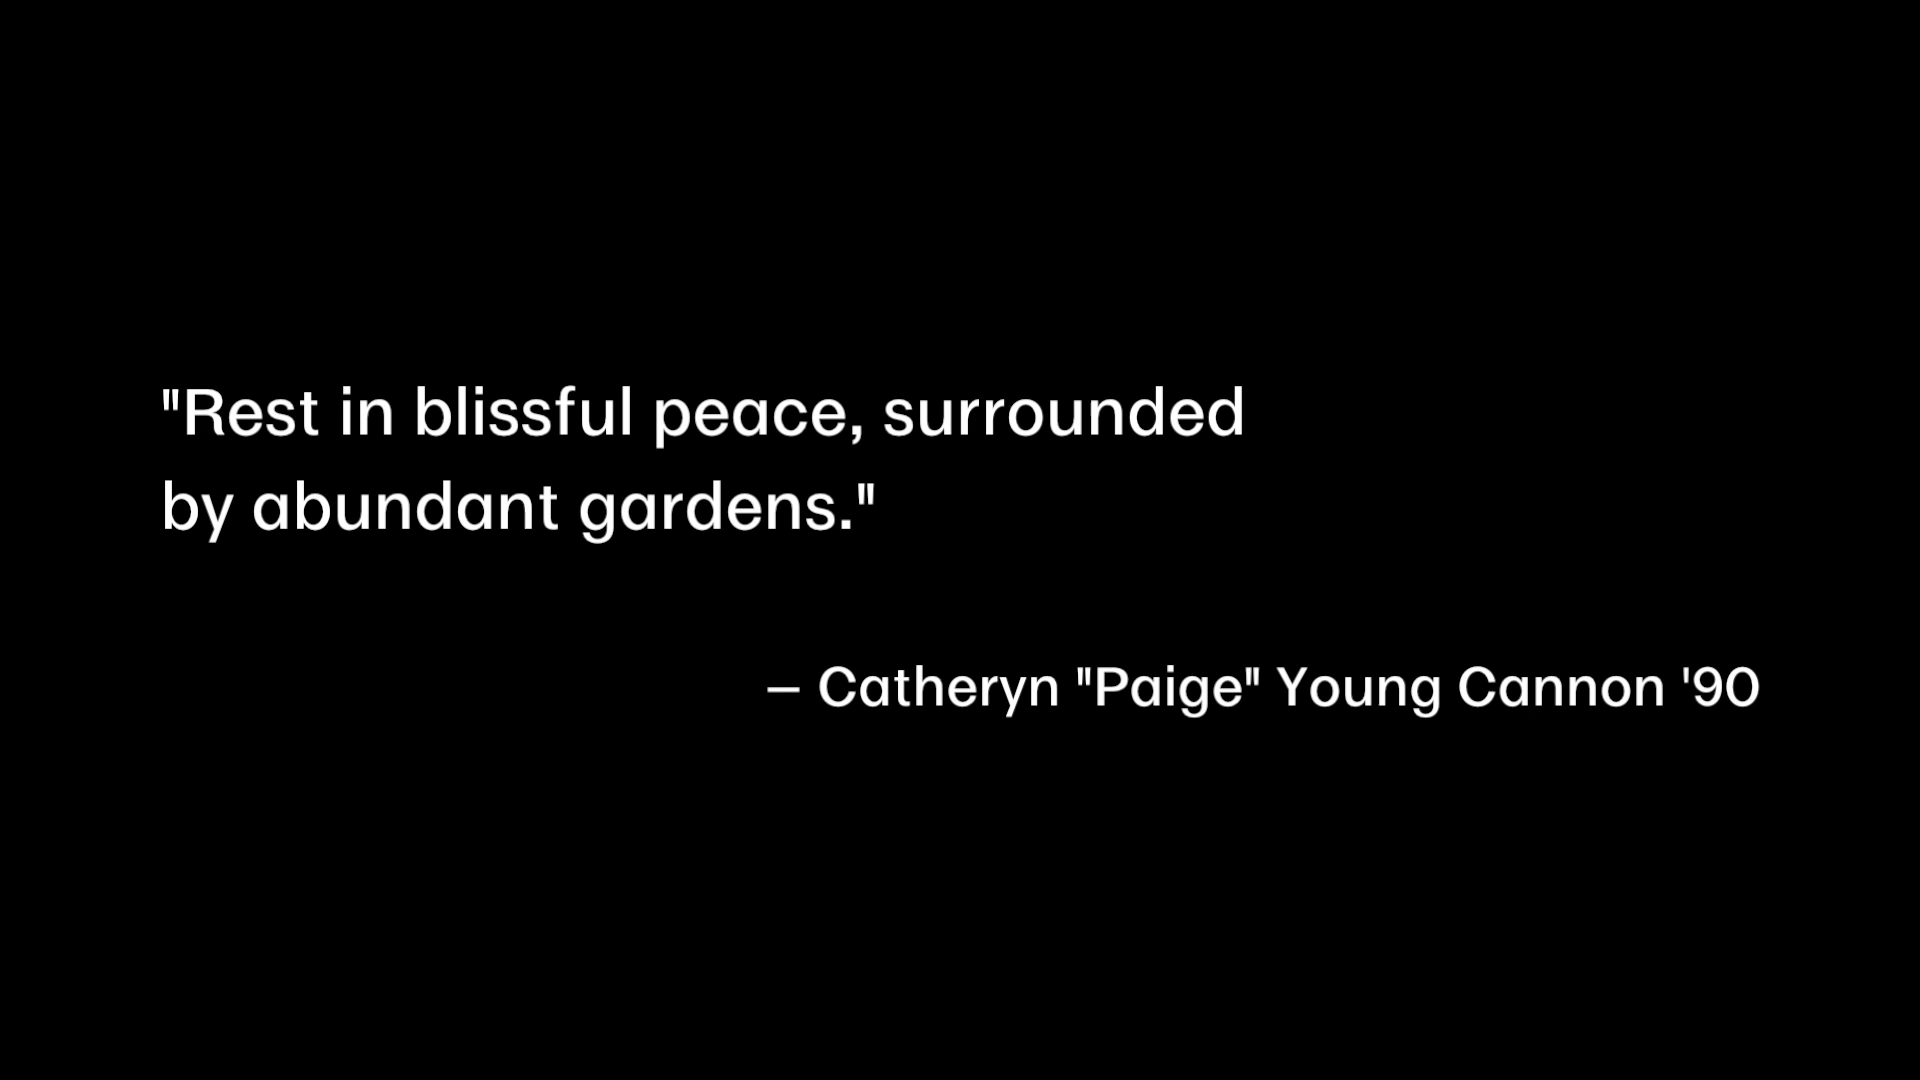 "Rest in blissful peace, surrounded
by abundant gardens."
– Catheryn "Paige" Young Cannon '90